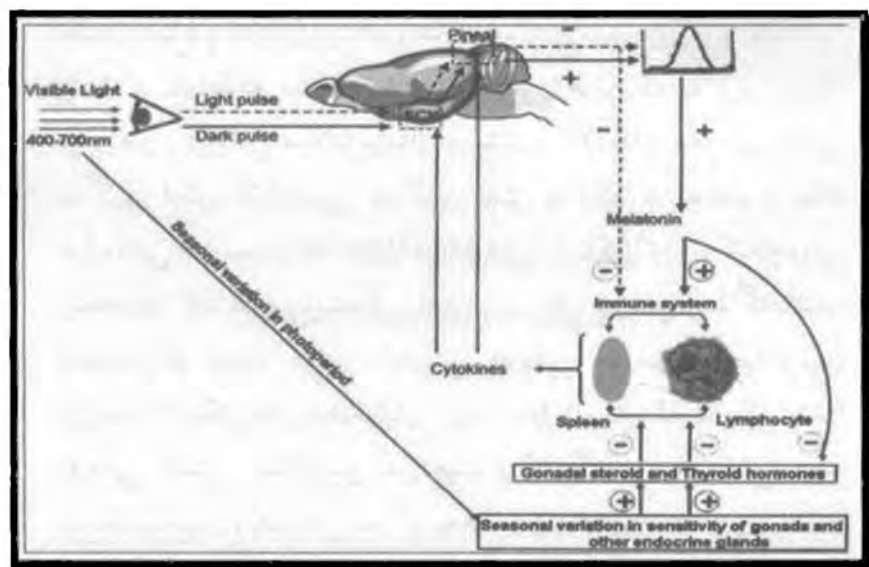 Pineal
Visible Light
Light pulse
SCN
Dark pulse
400-700nm
Melatonin
Seasonal variation in photoperiod
Immune system
Cytokines
Spleen
Lymphocyte
Gonadal steroid and Thyroid hormones
Seasonal variation in sensitivity of gonads and
other endocrine glands